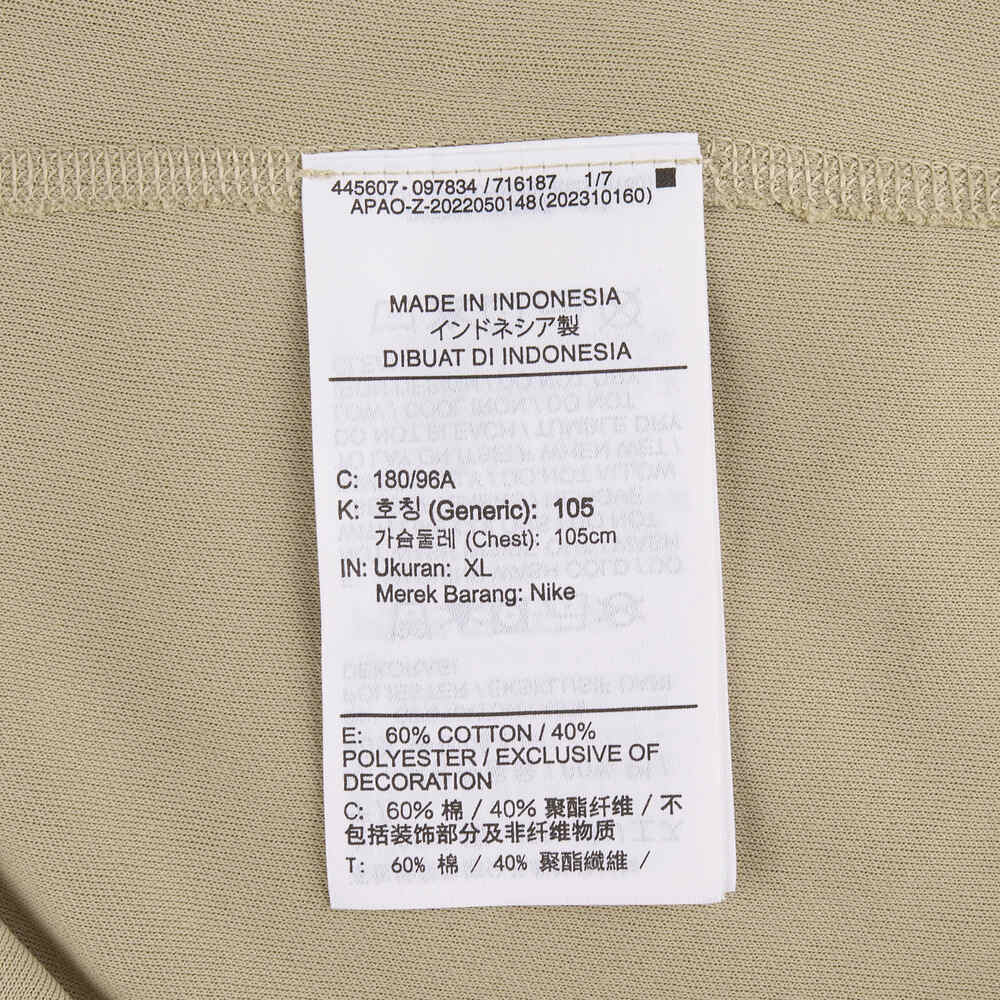 445607-097834 /716187 1/7
APAO-Z-2022050148(202310160)
MADE IN INDONESIA
インドネシア製
DIBUAT DI INDONESIA
C: 180/96A
K: 호칭 (Generic): 105
가슴둘레 (Chest): 105cm
IN: Ukuran: XL
Merek Barang: Nike
E: 60% COTTON / 40%
POLYESTER / EXCLUSIVE OF
DECORATION
C: 60% 棉 / 40% 聚酯纤维 / 不
包括装饰部分及非纤维物质
T: 60% 棉 / 40% 聚酯纖維 /